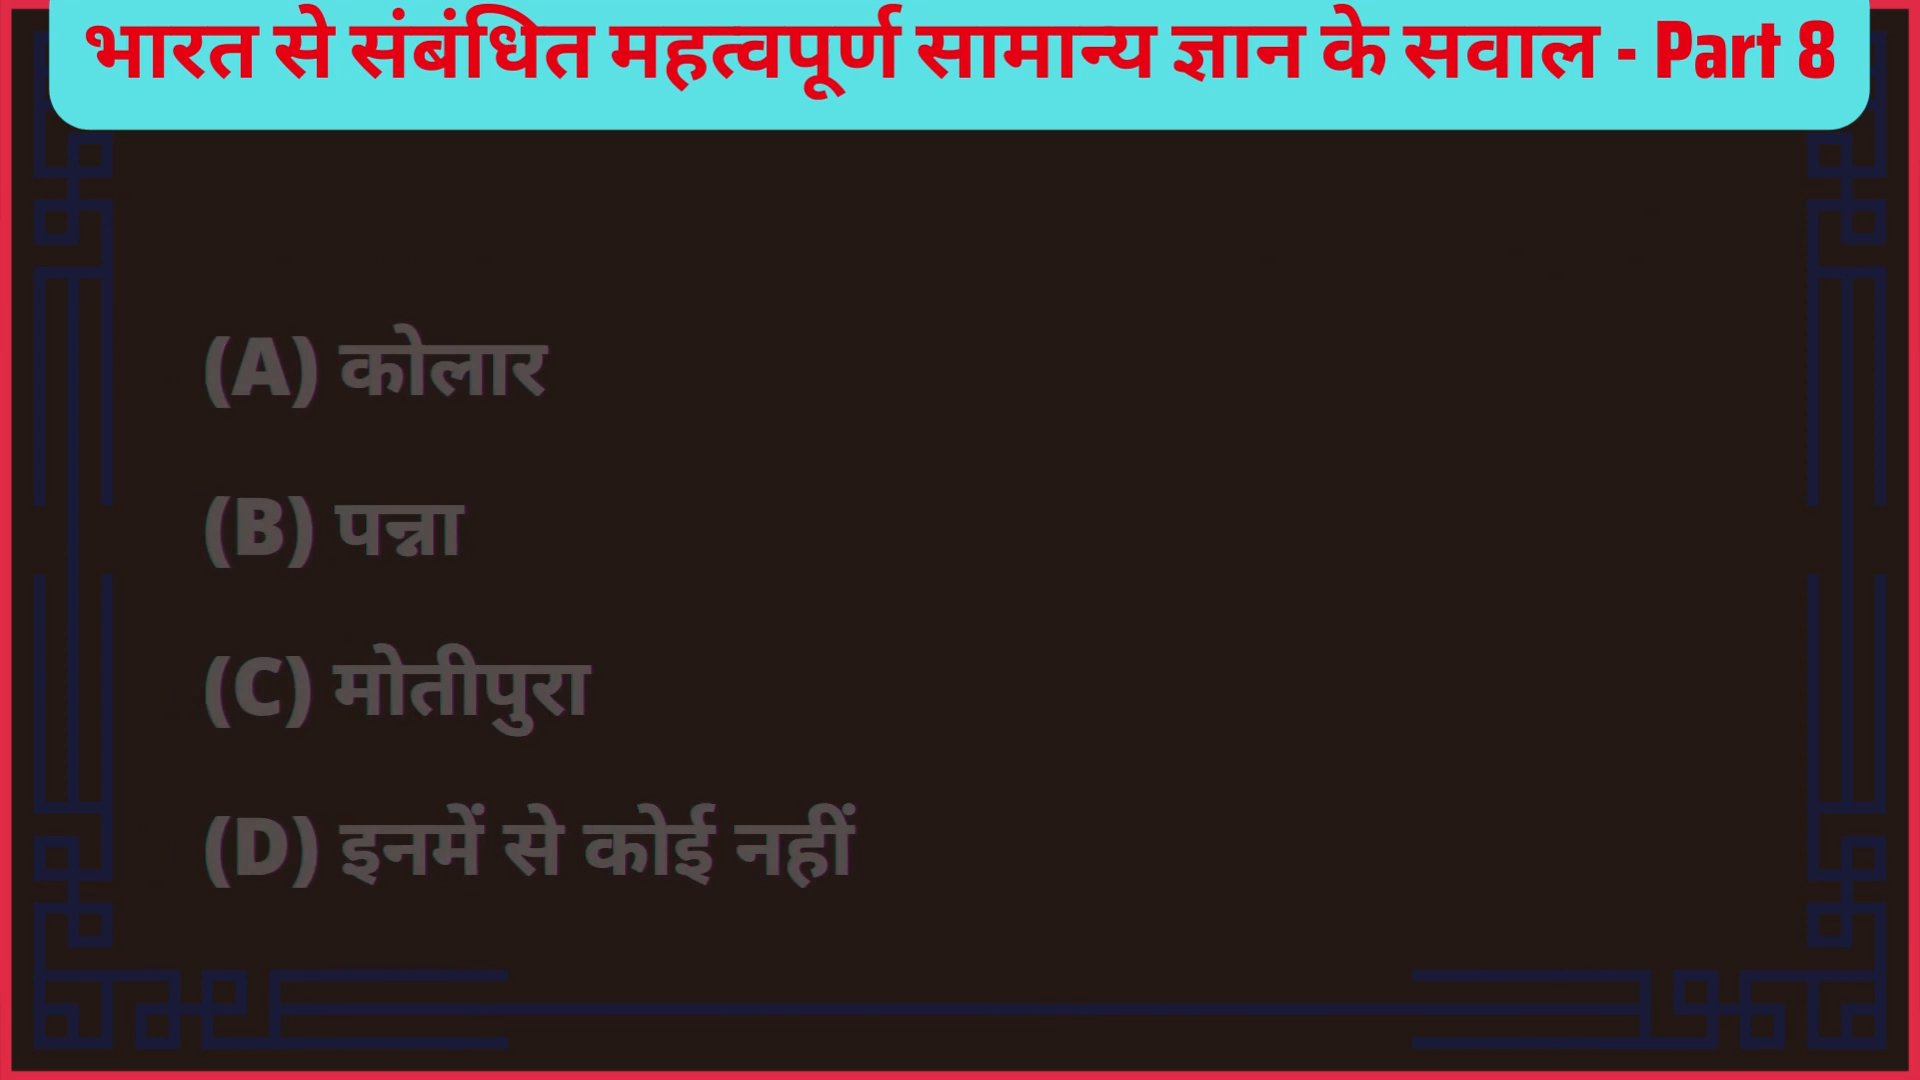 भारत से संबंधित महत्वपूर्ण सामान्य ज्ञान के सवाल - Part 8
(A) कोलार
(B) पन्ना
(C) मोतीपुरा
(D) इनमें से कोई नहीं